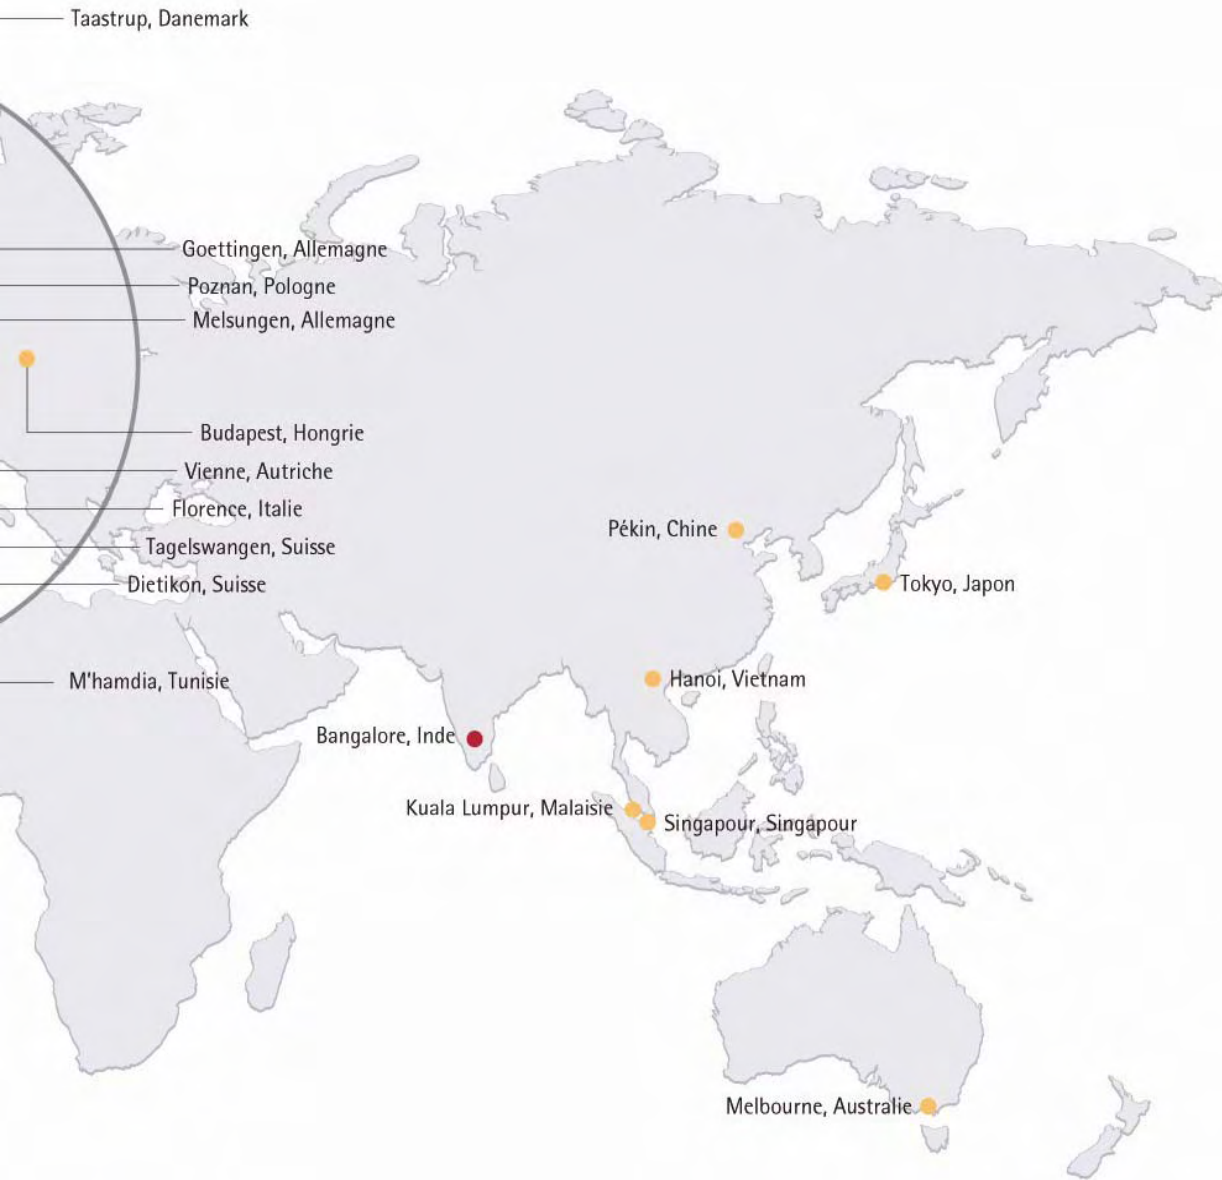 Taastrup, Danemark
Goettingen, Allemagne
Poznan, Pologne
Melsungen, Allemagne
Budapest, Hongrie
Vienne, Autriche
Florence, Italie
Tagelswangen, Suisse
Dietikon, Suisse
M'hamdia, Tunisie
Pékin, Chine
Tokyo, Japon
Hanoi, Vietnam
Bangalore, Inde
Kuala Lumpur, Malaisie
Singapour, Singapour
Melbourne, Australie